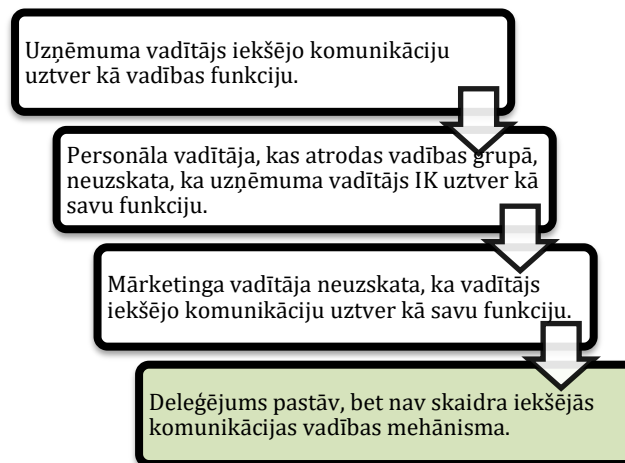 Uzņēmuma vadītājs iekšējo komunikāciju
uztver kā vadības funkciju.
Personāla vadītāja, kas atrodas vadības grupā,
neuzskata, ka uzņēmuma vadītājs IK uztver kā
savu funkciju.
Mārketinga vadītāja neuzskata, ka vadītājs
iekšējo komunikāciju uztver kā savu funkciju.
Deleģējums pastāv, bet nav skaidra iekšējās
komunikācijas vadības mehānisma.